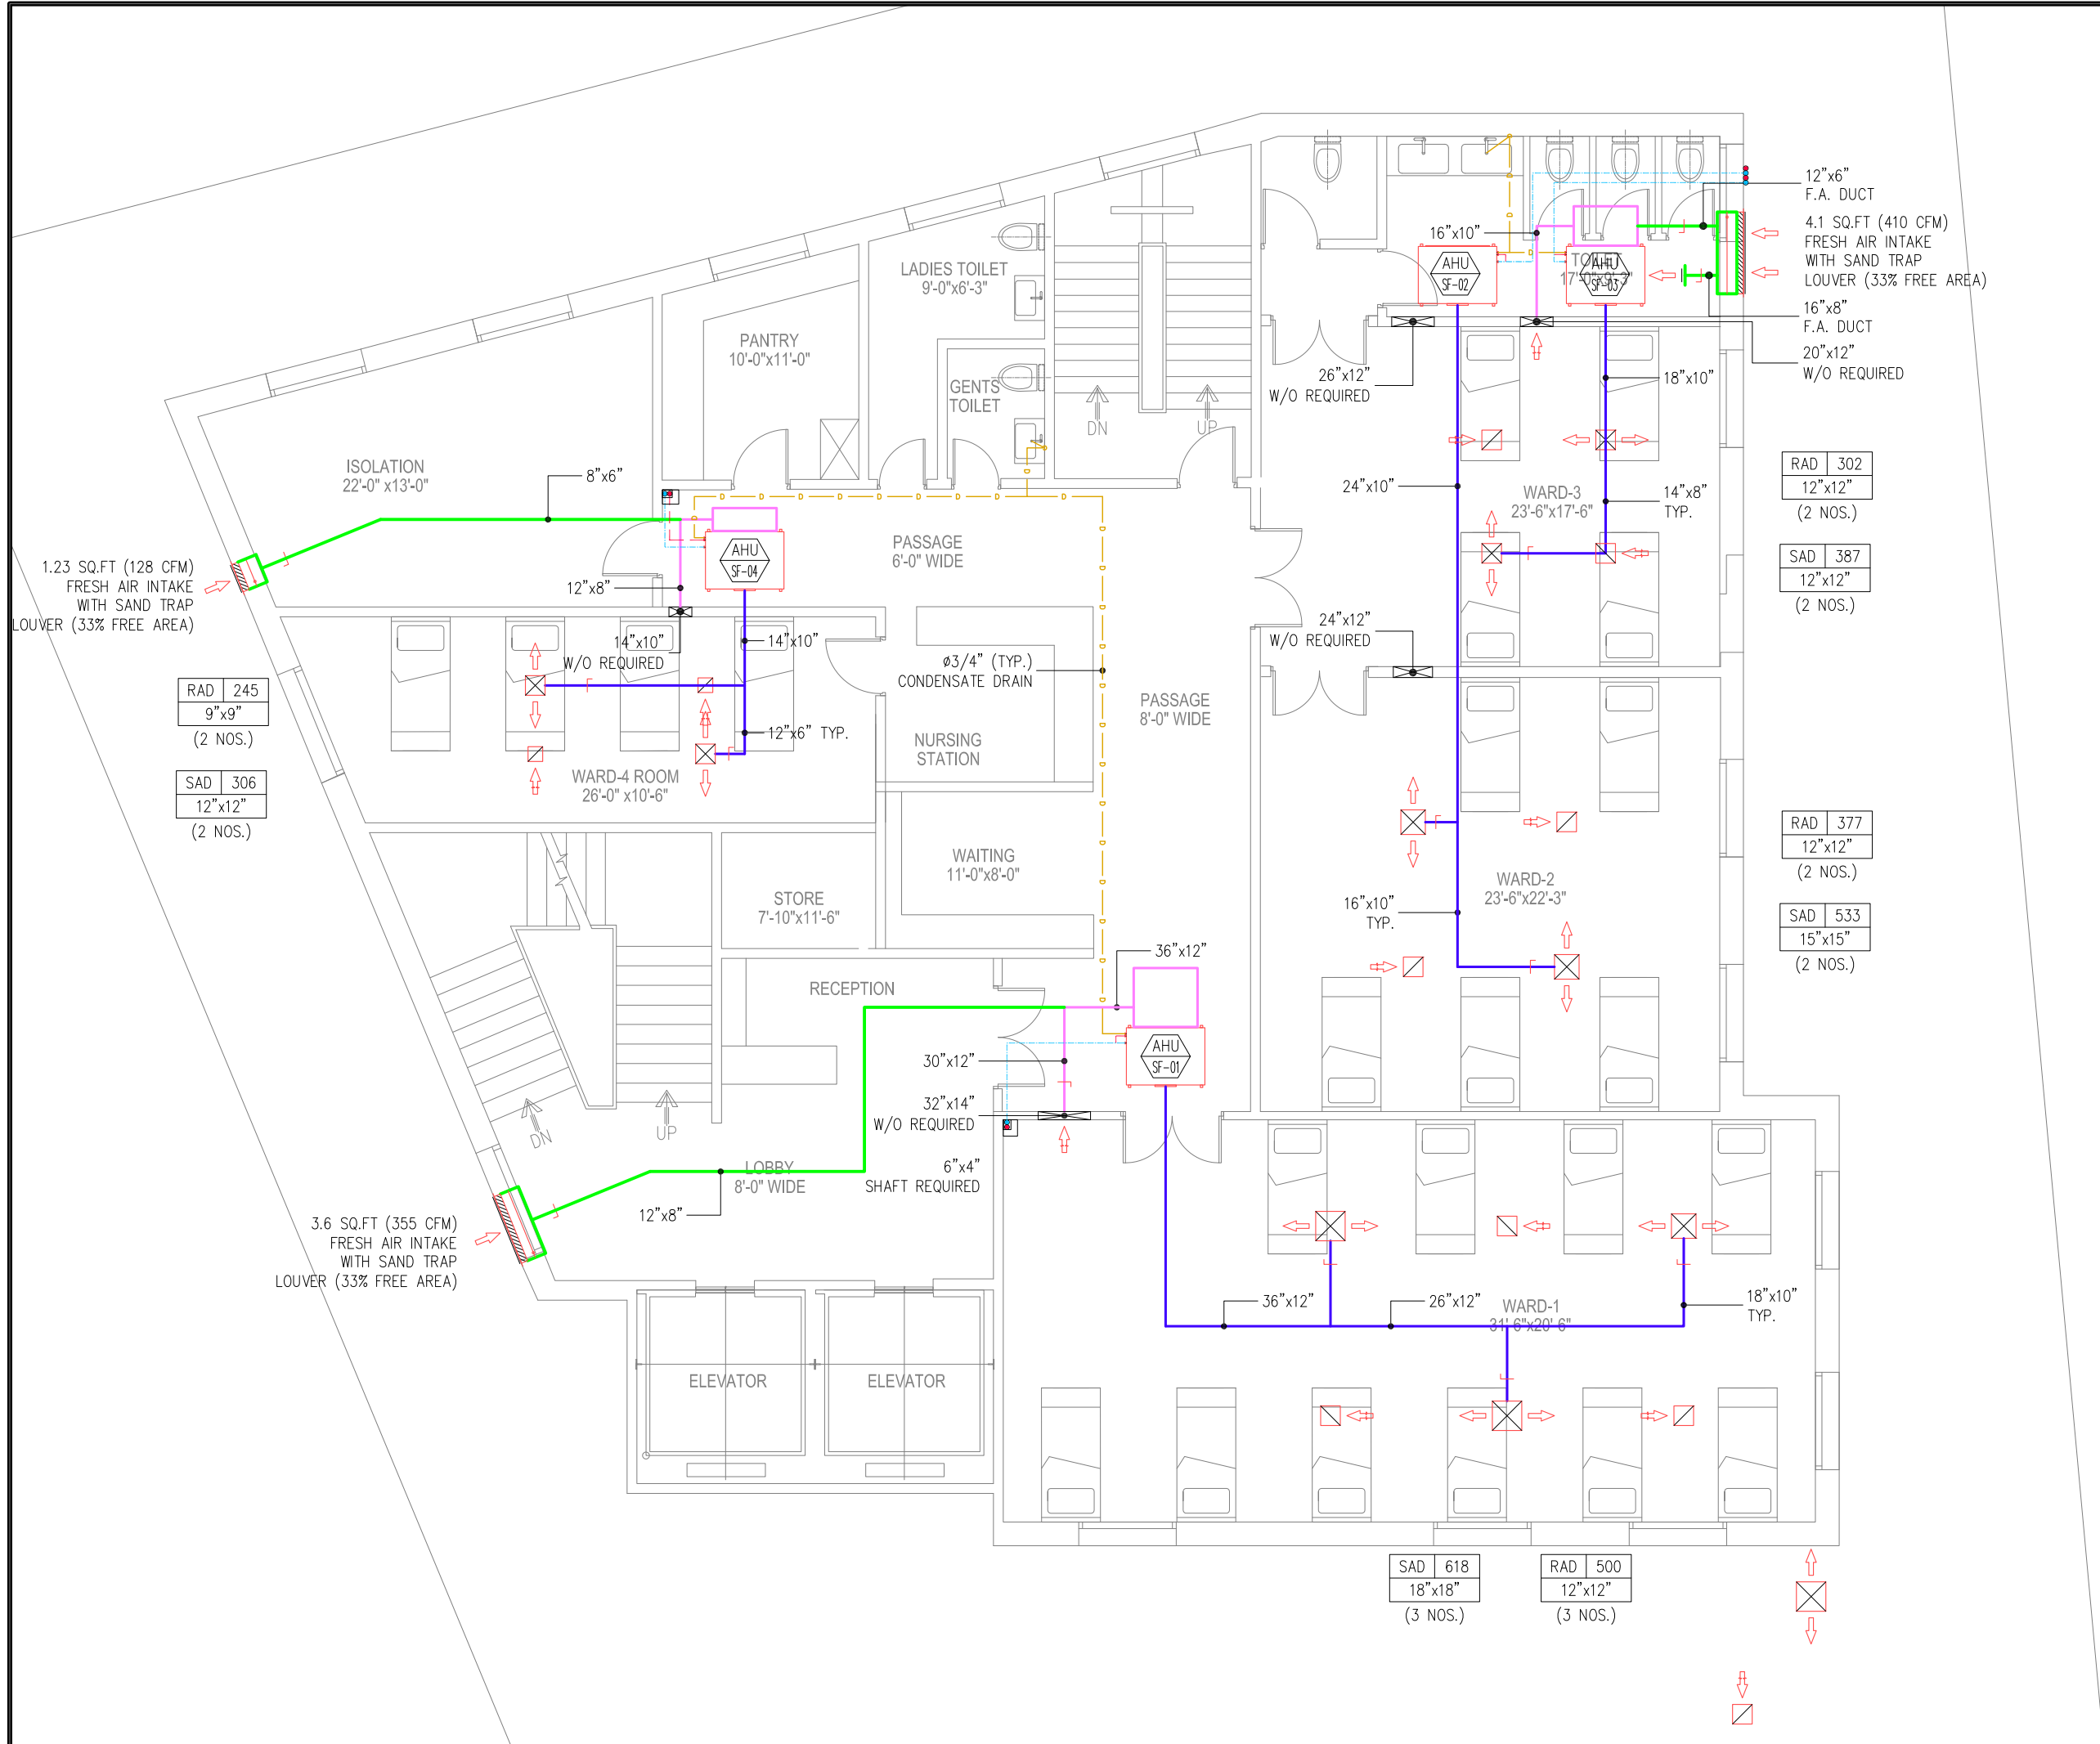 12"x6"
F.A. DUCT
4.1 SQ.FT (410 CFM)
FRESH AIR INTAKE
WITH SAND TRAP
LOUVER (33% FREE AREA)
16"x8"
F.A. DUCT
20"x12"
W/O REQUIRED
16"x10"
LADIES TOILET
9'-0"x6'-3"
AHU
SF-02
AHU
SF-03
17'-0"x9'-3"
PANTRY
10'-0"x11'-0"
GENTS
TOILET
DN
UP
26"x12"
W/O REQUIRED
18"x10"
ISOLATION
22'-0" x13'-0"
8"x6"
24"x10"
WARD-3
23'-6"x17'-6"
14"x8"
TYP.
RAD 302
12"x12"
(2 NOS.)
SAD 387
12"x12"
(2 NOS.)
PASSAGE
6'-0" WIDE
AHU
SF-04
1.23 SQ.FT (128 CFM)
FRESH AIR INTAKE
WITH SAND TRAP
LOUVER (33% FREE AREA)
12"x8"
14"x10"
W/O REQUIRED
14"x10"
24"x12"
W/O REQUIRED
ø3/4" (TYP.)
CONDENSATE DRAIN
RAD 245
9"x9"
(2 NOS.)
SAD 306
12"x12"
(2 NOS.)
12"x6" TYP.
WARD-4 ROOM
26'-0" x10'-6"
NURSING
STATION
PASSAGE
8'-0" WIDE
WAITING
11'-0"x8'-0"
STORE
7'-10"x11'-6"
WARD-2
23'-6"x22'-3"
16"x10"
TYP.
RAD 377
12"x12"
(2 NOS.)
SAD 533
15"x15"
(2 NOS.)
36"x12"
RECEPTION
AHU
SF-01
30"x12"
32"x14"
W/O REQUIRED
6"x4"
SHAFT REQUIRED
DN
UP
LOBBY
8'-0" WIDE
12"x8"
3.6 SQ.FT (355 CFM)
FRESH AIR INTAKE
WITH SAND TRAP
LOUVER (33% FREE AREA)
36"x12"
26"x12"
WARD-1
31'-6"x20'-6"
18"x10"
TYP.
ELEVATOR
ELEVATOR
SAD 618
18"x18"
(3 NOS.)
RAD 500
12"x12"
(3 NOS.)